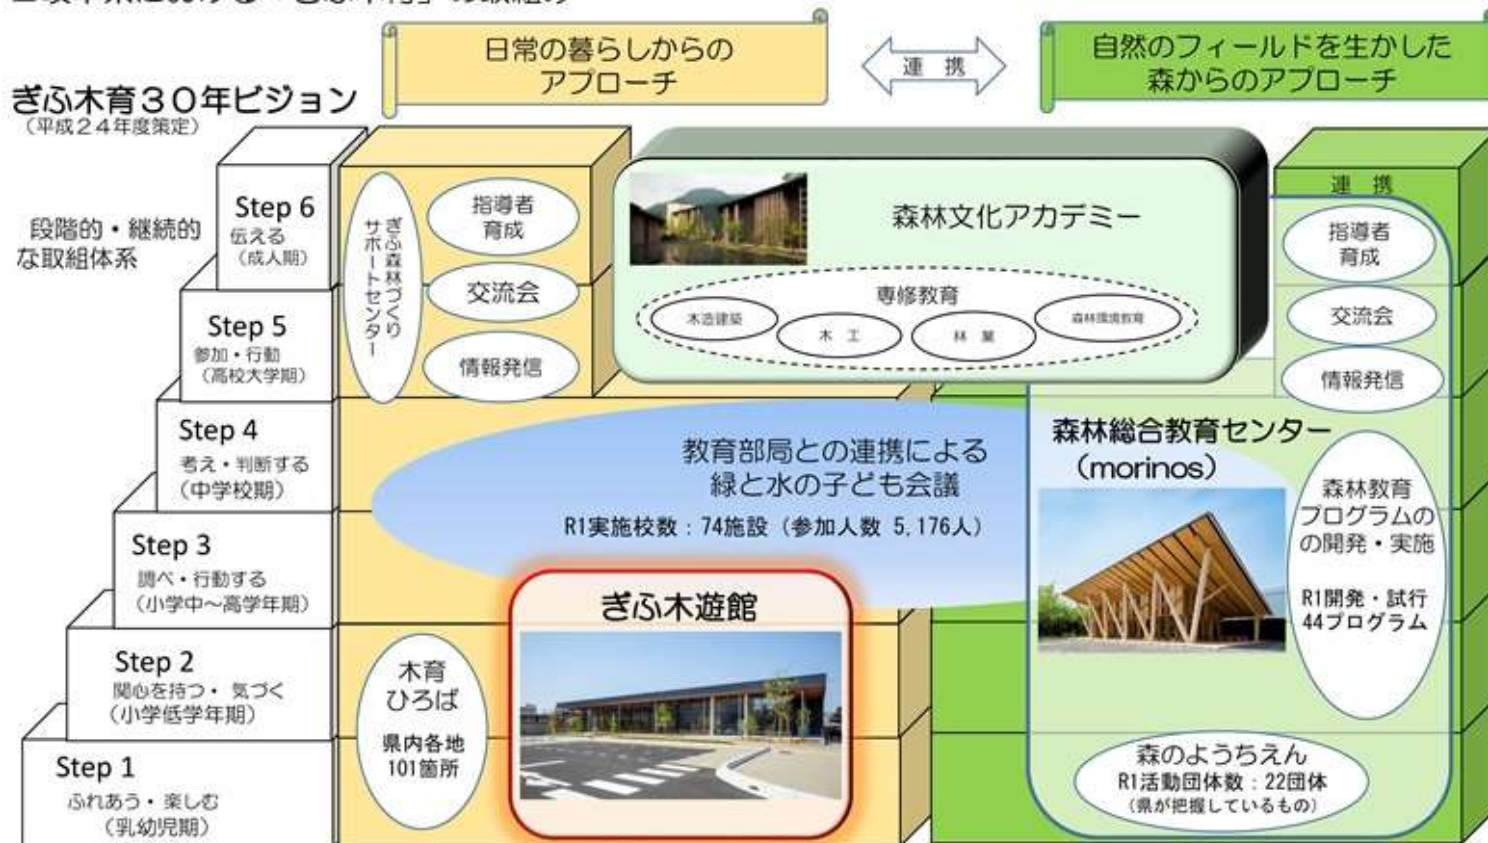 日常の暮らしからの
アプローチ
連 携
自然のフィールドを生かした
森からのアプローチ
ぎふ木育30年ビジョン
（平成24年度策定）
段階的・継続的
な取組体系
Step 6
伝える
（成人期）
Step 5
参加・行動
（高校大学期）
Step 4
考え・判断する
（中学校期）
Step 3
調べ・行動する
（小学中～高学年期）
Step 2
関心を持つ・ 気づく
（小学低学年期）
Step 1
ふれあう・ 楽しむ
（乳幼児期）
ぎふ森林づくり
サポートセンター
指導者
育成
交流会
情報発信
森林文化アカデミー
専修教育
木造建築
木 工
林 業
森林環境教育
連 携
指導者
育成
交流会
情報発信
教育部局との連携による
緑と水の子ども会議
R1実施校数：74施設（参加人数 5,176人）
森林総合教育センター
（morinos）
森林教育
プログラムの
の開発・実施
R1開発・試行
44プログラム
ぎふ木遊館
木育
ひろば
県内各地
101箇所
森のようちえん
R1活動団体数：22団体
（県が把握しているもの）